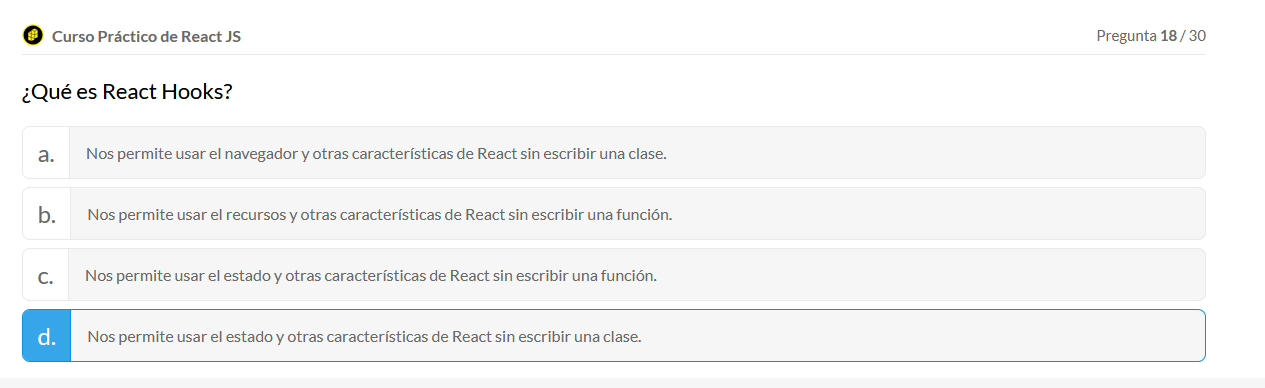 Curso Práctico de React JS
Pregunta 18 / 30
¿Qué es React Hooks?
a. Nos permite usar el navegador y otras características de React sin escribir una clase.
b. Nos permite usar el recursos y otras características de React sin escribir una función.
c. Nos permite usar el estado y otras características de React sin escribir una función.
d. Nos permite usar el estado y otras características de React sin escribir una clase.